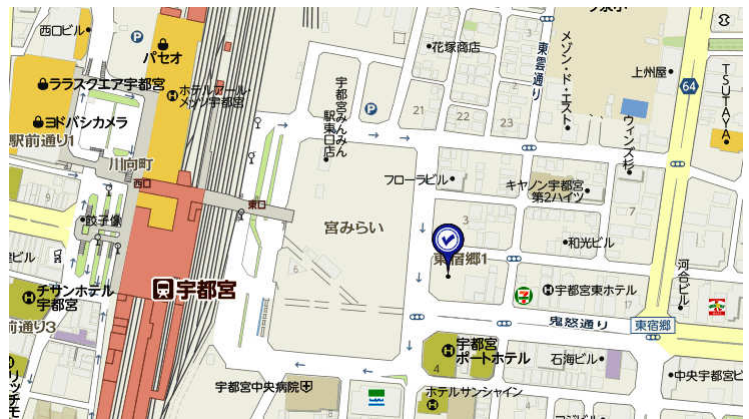 西口ビル
P
パセオ
ララスクエア宇都宮
ホテルアール・
メッツ宇都宮
ヨドバシカメラ
駅前通り1
川向町
西口
東口
餃子像
宇都宮みんみん
駅東口店
P
花塚商店
21
22
23
東雲通り
メゾン・ド・エスト
上州屋
64
TSUTAYA
ウィンズ杉
9
1
フローラビル
キヤノン宇都宮
第2ハイツ
3
7
宮みらい
東宿郷1
和光ビル
6
宇都宮
チサンホテル
宇都宮
前通り3
宇都宮東ホテル
河合ビル
鬼怒通り
東宿郷
宇都宮
ポートホテル
4
石海ビル
中央宇都宮ビ
宇都宮中央病院
ホテルサンシャイン
リッチモ